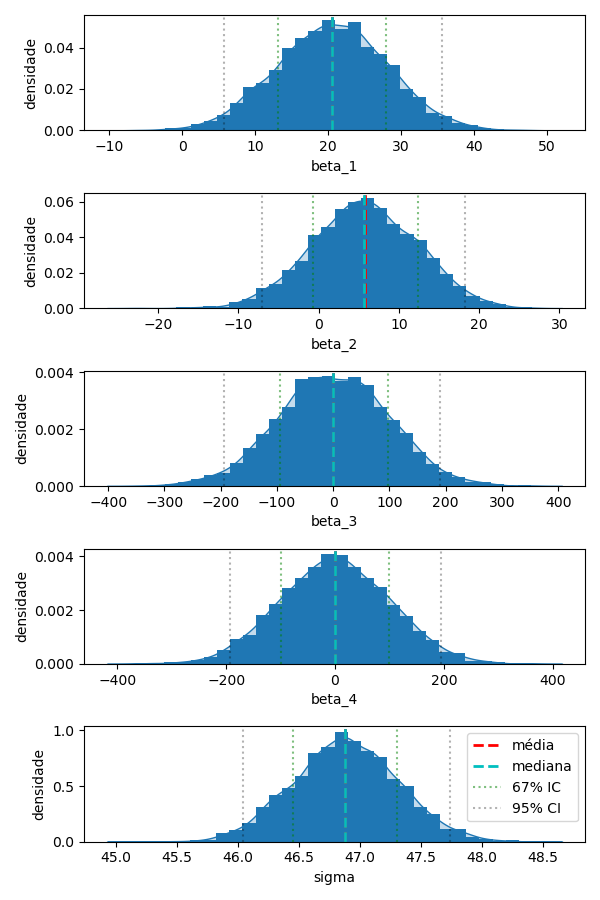 densidade
0.04
0.02
0.00
−10 0 10 20 30 40 50
beta_1
densidade
0.06
0.04
0.02
0.00
−20 −10 0 10 20 30
beta_2
densidade
0.004
0.002
0.000
−400 −300 −200 −100 0 100 200 300 400
beta_3
densidade
0.004
0.002
0.000
−400 −200 0 200 400
beta_4
densidade
1.0
0.5
0.0
média
mediana
67% IC
95% CI
45.0 45.5 46.0 46.5 47.0 47.5 48.0 48.5
sigma